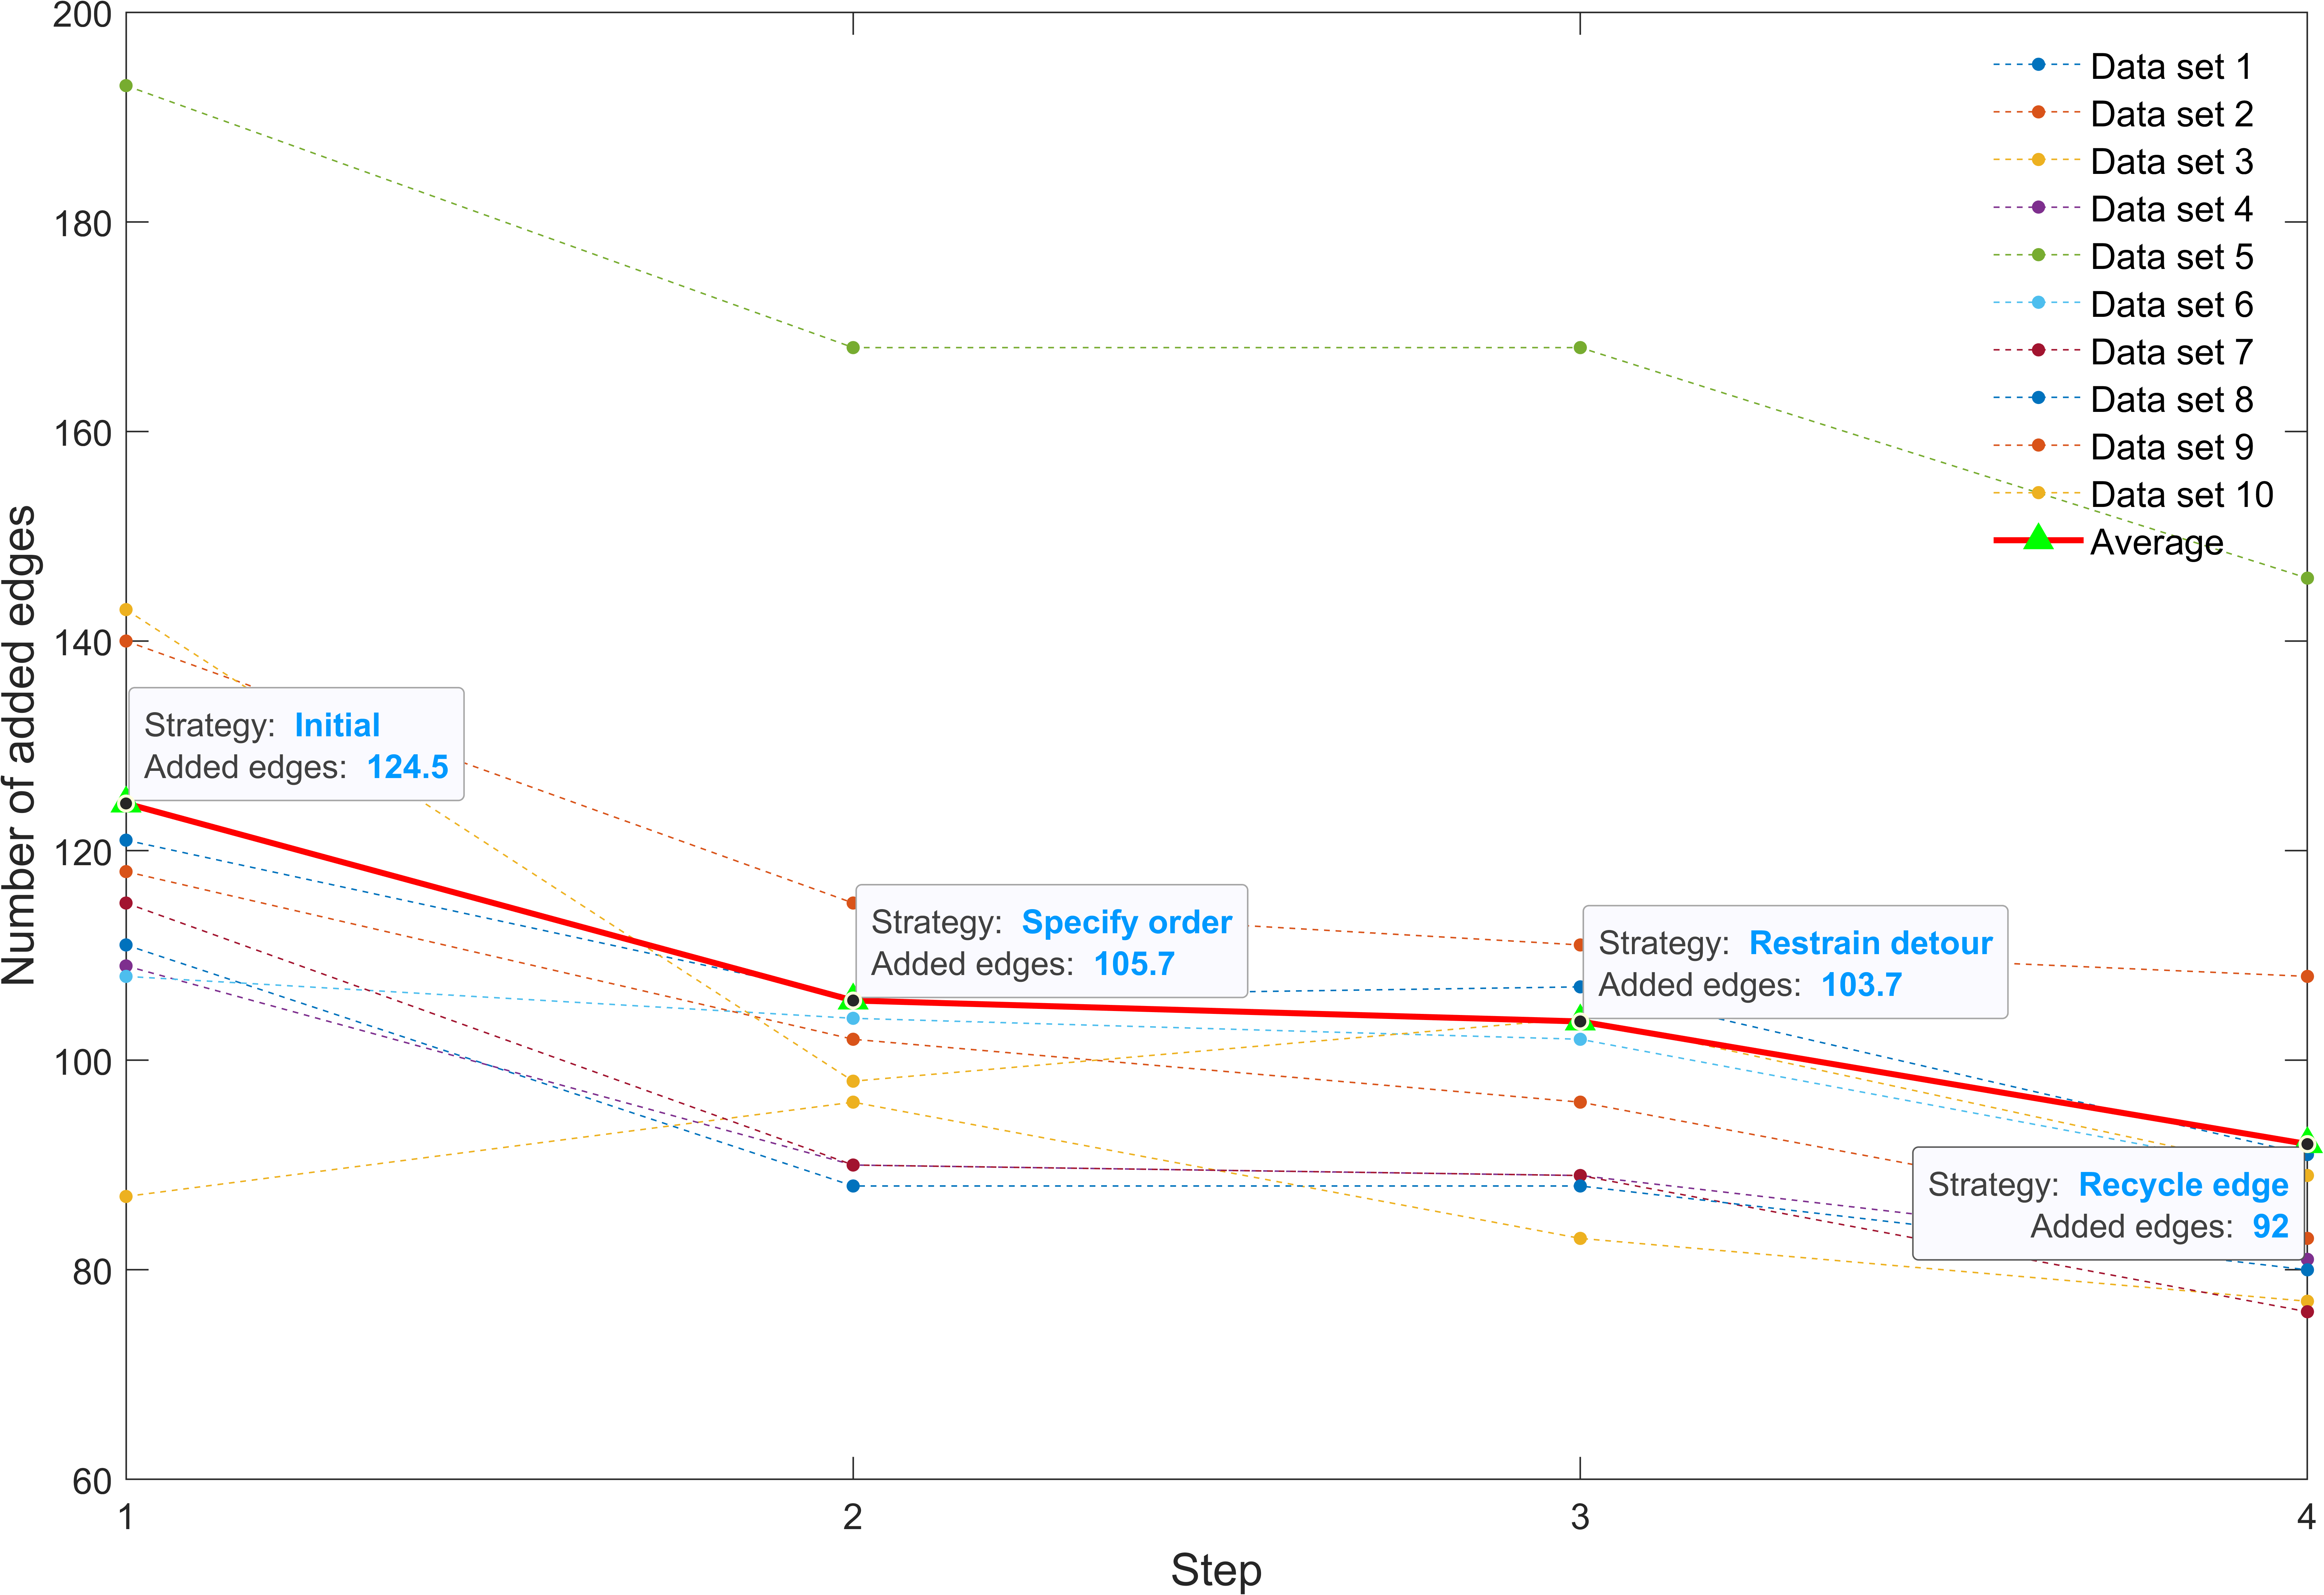 200
180
160
140
120
100
80
60
1
2
3
4
Number of added edges
Step
Data set 1
Data set 2
Data set 3
Data set 4
Data set 5
Data set 6
Data set 7
Data set 8
Data set 9
Data set 10
Average
Strategy: Initial
Added edges: 124.5
Strategy: Specify order
Added edges: 105.7
Strategy: Restrain detour
Added edges: 103.7
Strategy: Recycle edge
Added edges: 92